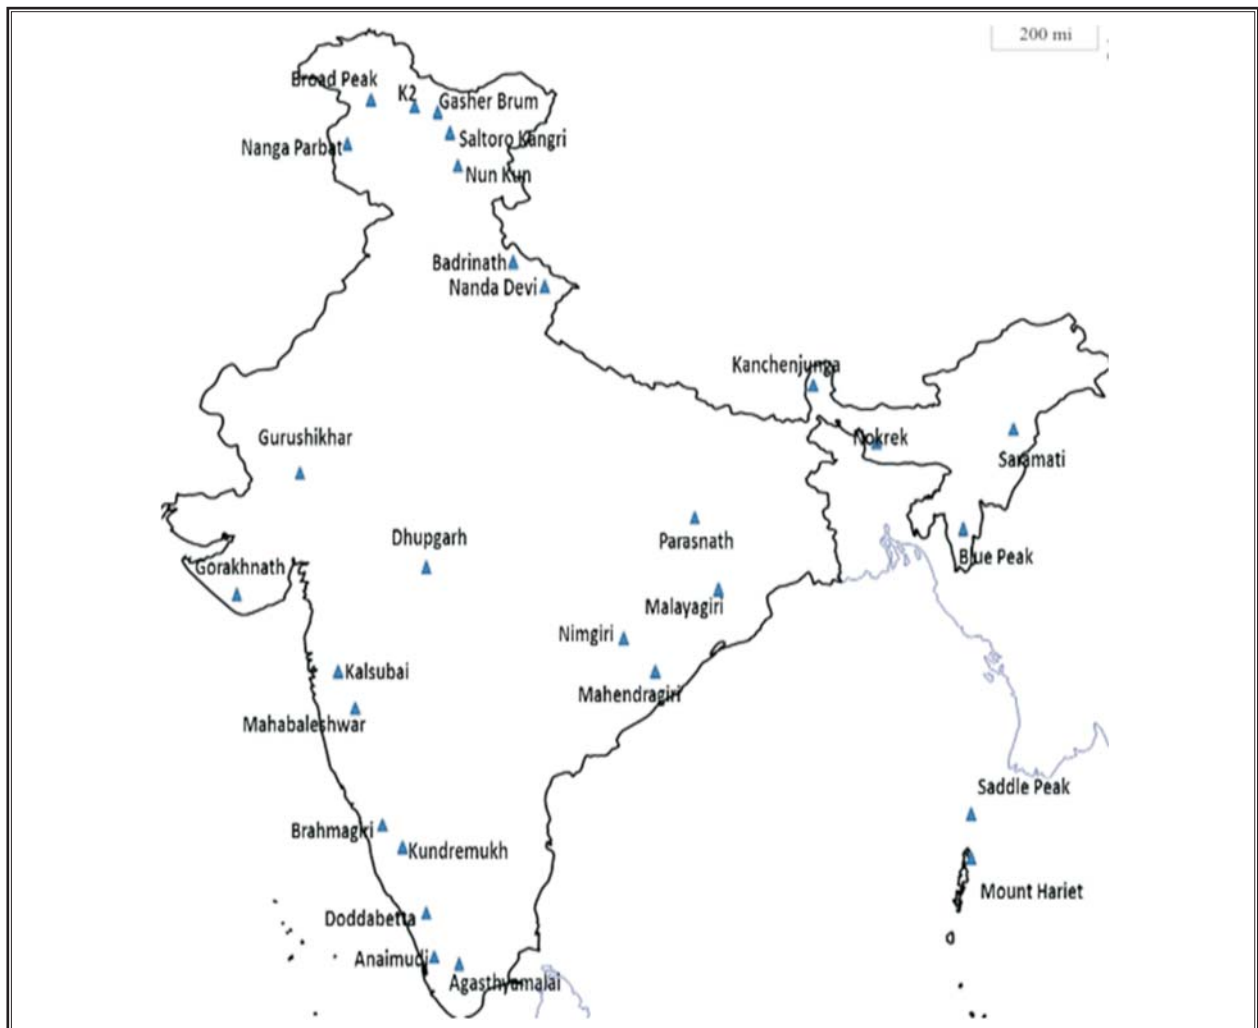 200 mi
Broad Peak
K2
Gasher Brum
Saltoro Kangri
Nanga Parbat
Nun Kun
Badrinath
Nanda Devi
Kanchenjunga
Nokrek
Saramati
Gurushikhar
Dhupgarh
Parasnath
Blue Peak
Gorakhnath
Malayagiri
Nimgiri
Kalsubai
Mahendragiri
Mahabaleshwar
Saddle Peak
Brahmagiri
Kundremukh
Mount Hariet
Doddabetta
Anaimudi
Agasthyamalai